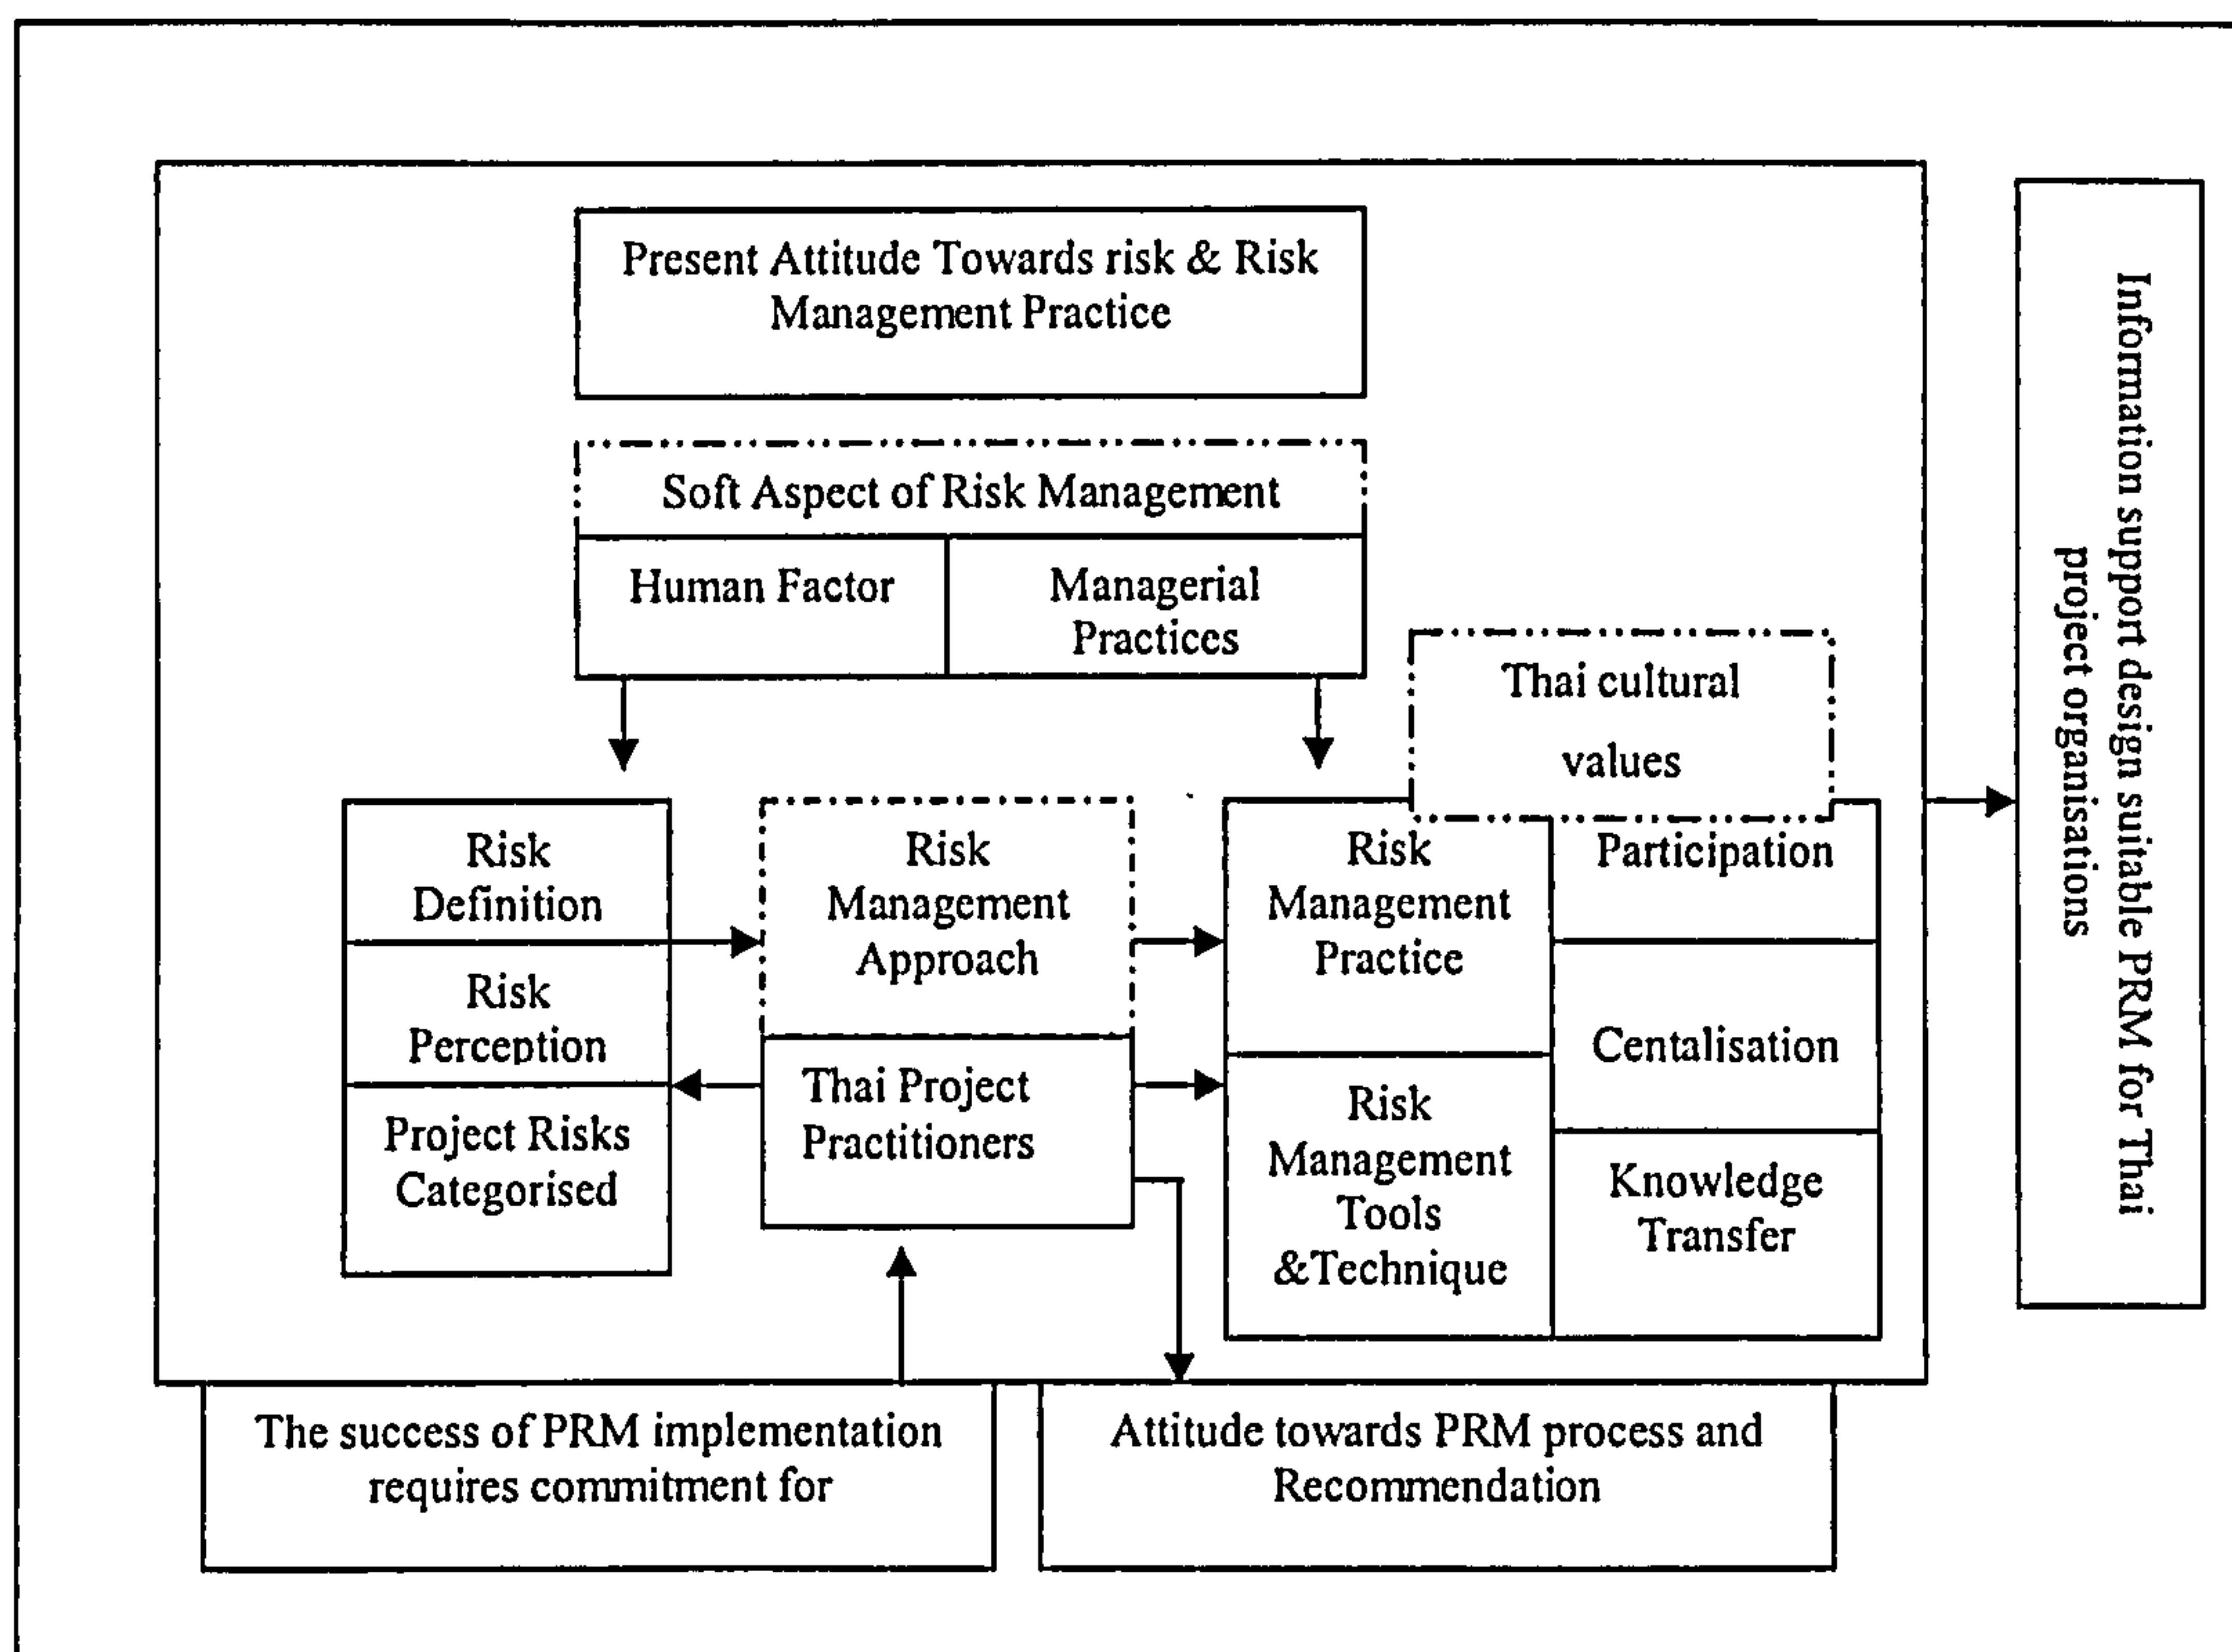 Present Attitude Towards risk & Risk
Management Practice
Soft Aspect of Risk Management
Human Factor
Managerial
Practices
Thai cultural
values
Risk
Definition
Risk
Perception
Project Risks
Categorised
Risk
Management
Approach
Thai Project
Practitioners
Risk
Management
Practice
Risk
Management
Tools
&Technique
Participation
Centalisation
Knowledge
Transfer
The success of PRM implementation
requires commitment for
Attitude towards PRM process and
Recommendation
Information support design suitable PRM for Thai
project organisations